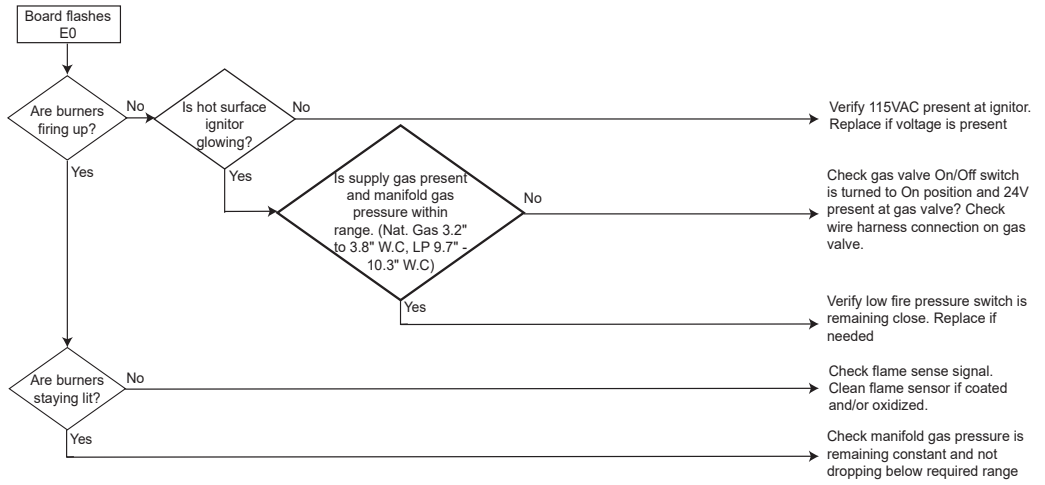 Board flashes
E0
Are burners
firing up?
No
Is hot surface
ignitor
glowing?
No
Verify 115VAC present at ignitor.
Replace if voltage is present
Yes
Yes
Is supply gas present
and manifold gas
pressure within
range. (Nat. Gas 3.2"
to 3.8" W.C, LP 9.7" -
10.3" W.C)
No
Check gas valve On/Off switch
is turned to On position and 24V
present at gas valve? Check
wire harness connection on gas
valve.
Yes
Verify low fire pressure switch is
remaining close. Replace if
needed
Are burners
staying lit?
No
Check flame sense signal.
Clean flame sensor if coated
and/or oxidized.
Yes
Check manifold gas pressure is
remaining constant and not
dropping below required range